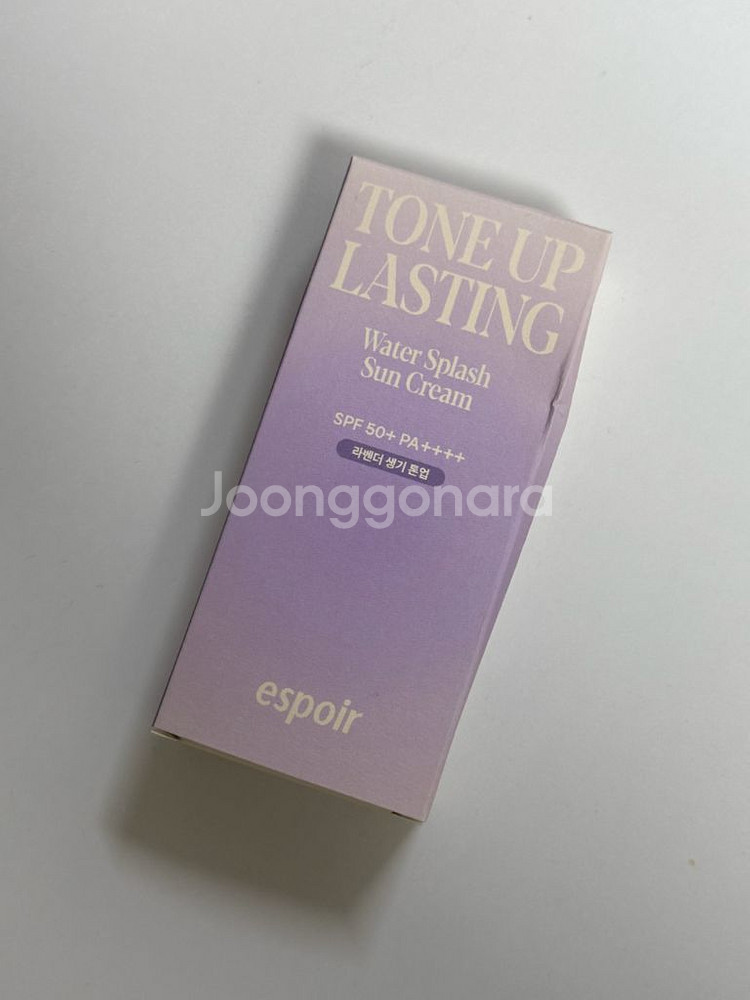 TONE UP
LASTING
Water Splash
Sun Cream
SPF 50+ PA++++
라벤더 생기 톤업
Joonggonara
espoir